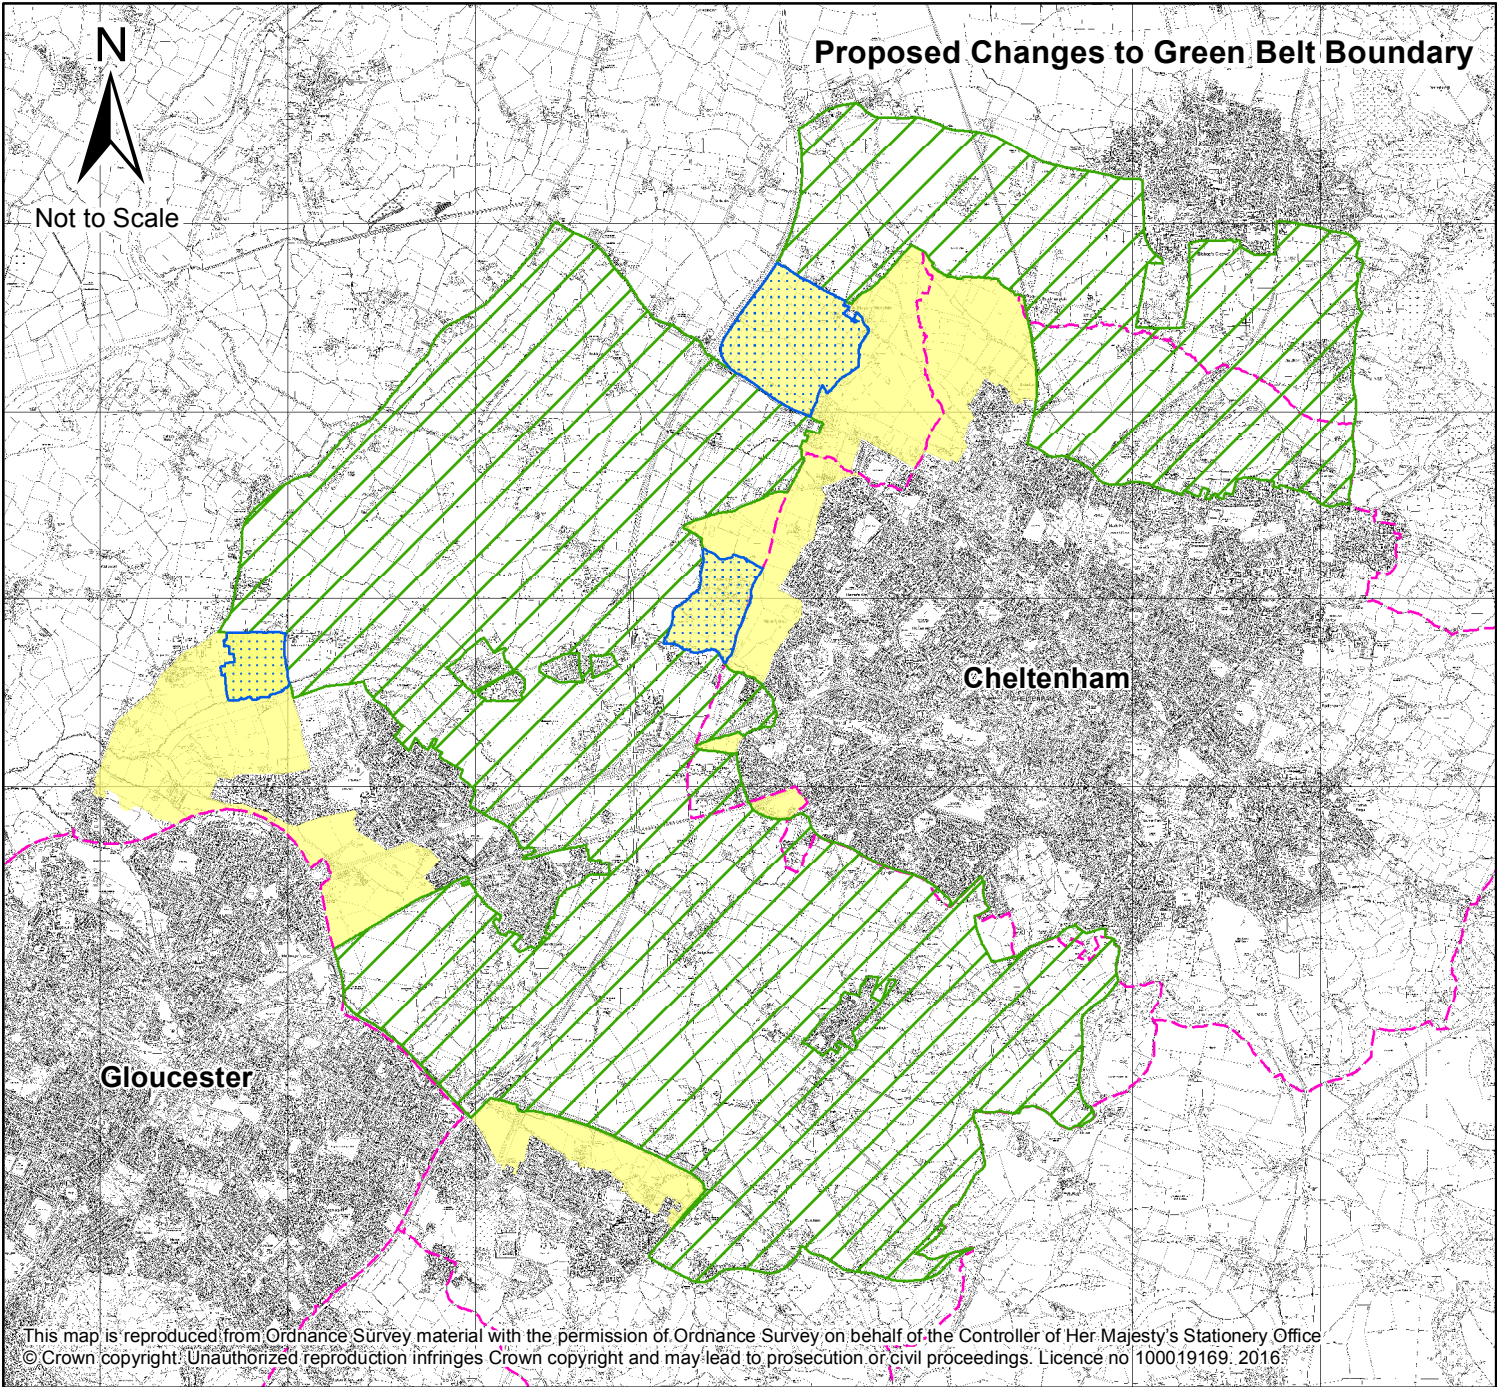 Proposed Changes to Green Belt Boundary
N
Not to Scale
Cheltenham
Gloucester
This map is reproduced from Ordnance Survey material with the permission of Ordnance Survey on behalf of the Controller of Her Majesty's Stationery Office
© Crown copyright. Unauthorized reproduction infringes Crown copyright and may lead to prosecution or civil proceedings. Licence no 100019169. 2016.